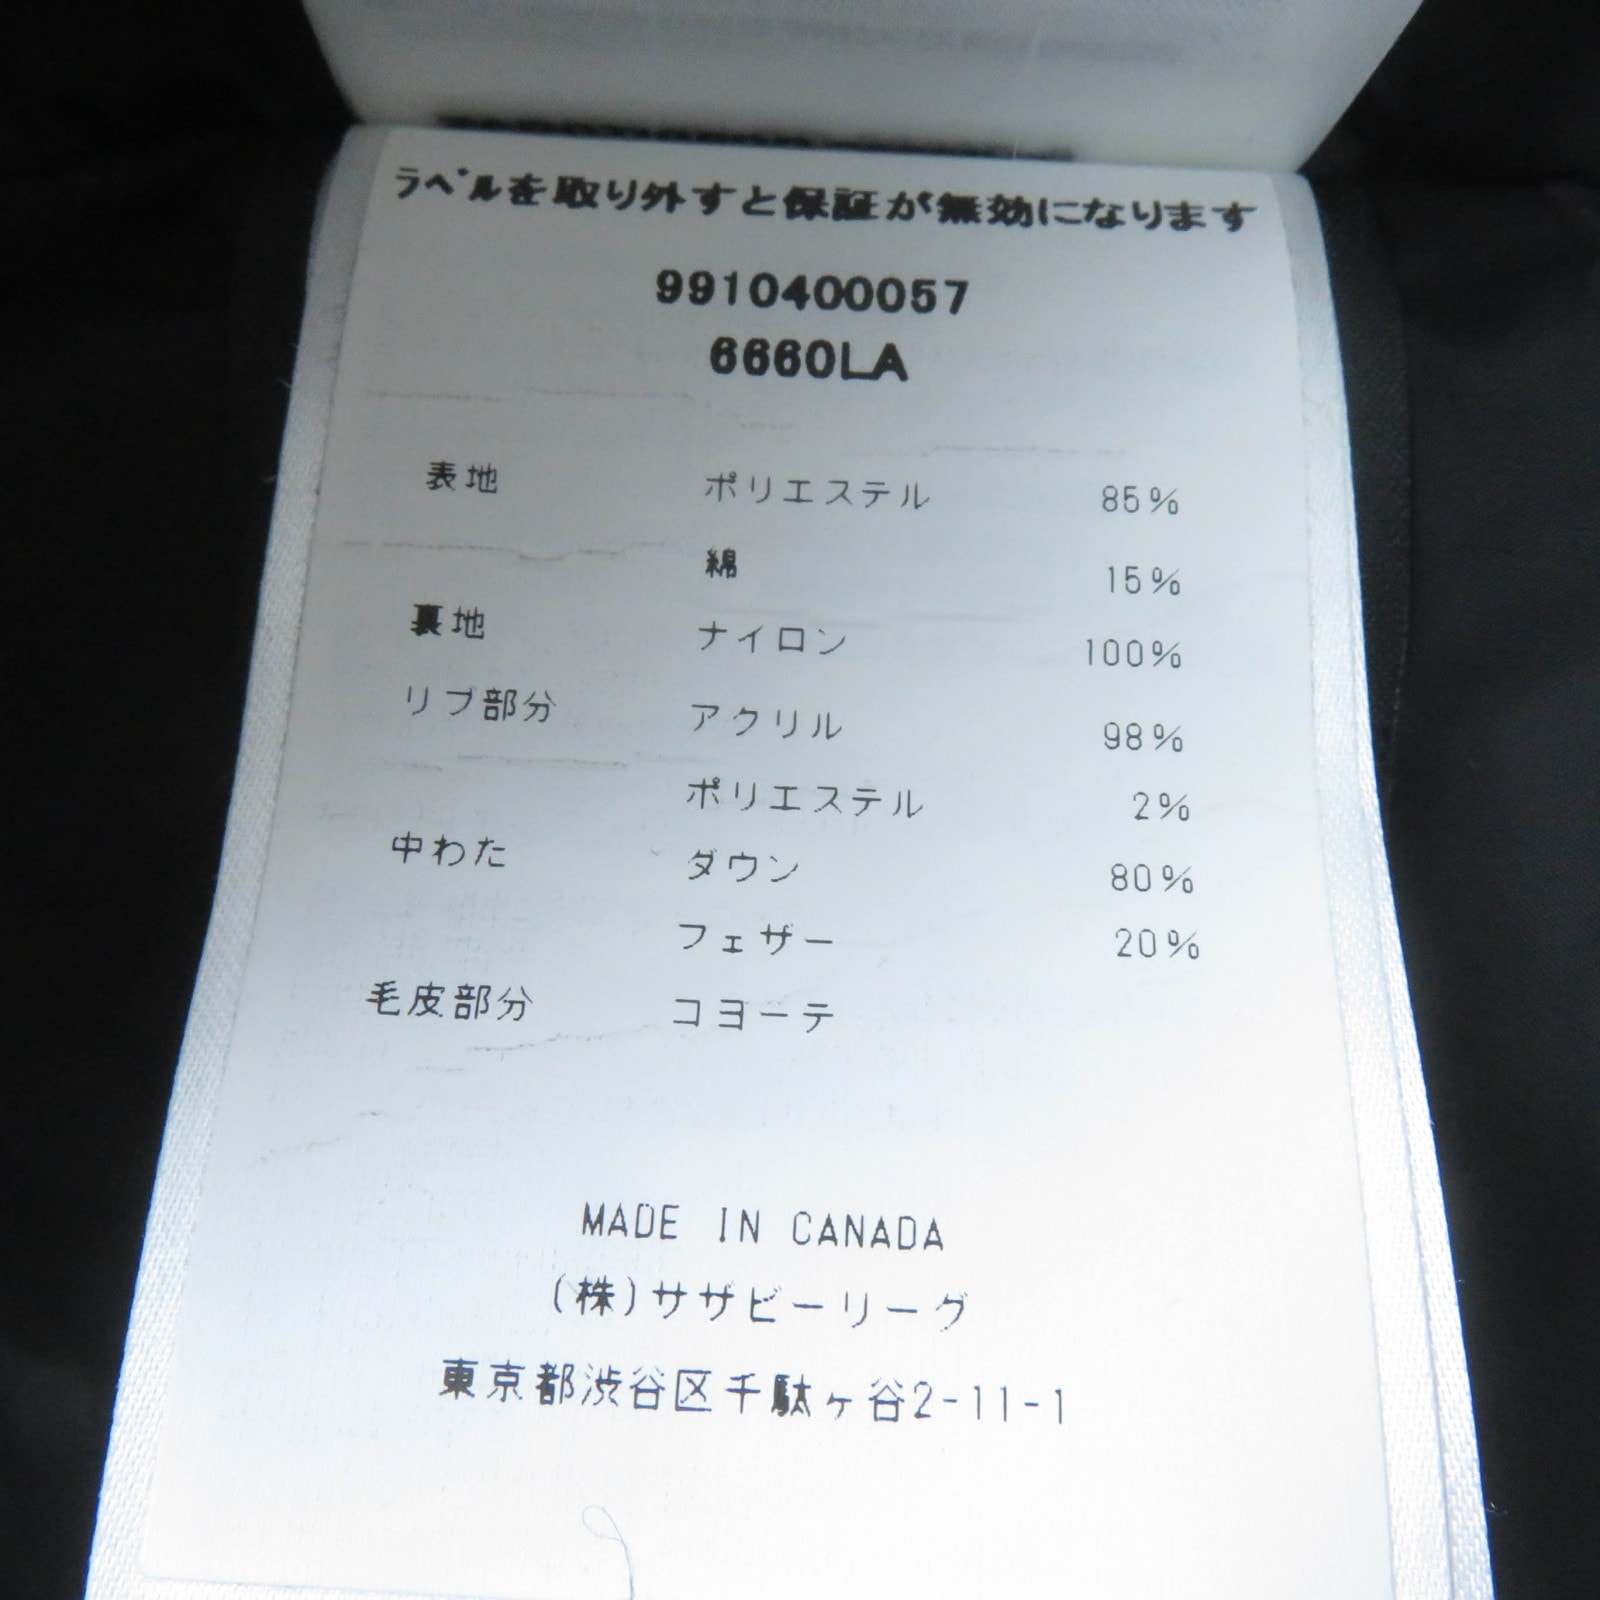 ラベルを取り外すと保証が無効になります
9910400057
6660LA
表地 ポリエステル 85%
綿 15%
裏地 ナイロン 100%
リブ部分 アクリル 98%
ポリエステル 2%
中わた ダウン 80%
フェザー 20%
毛皮部分 コヨーテ
MADE IN CANADA
(株)サザビーリーグ
東京都渋谷区千駄ヶ谷2-11-1